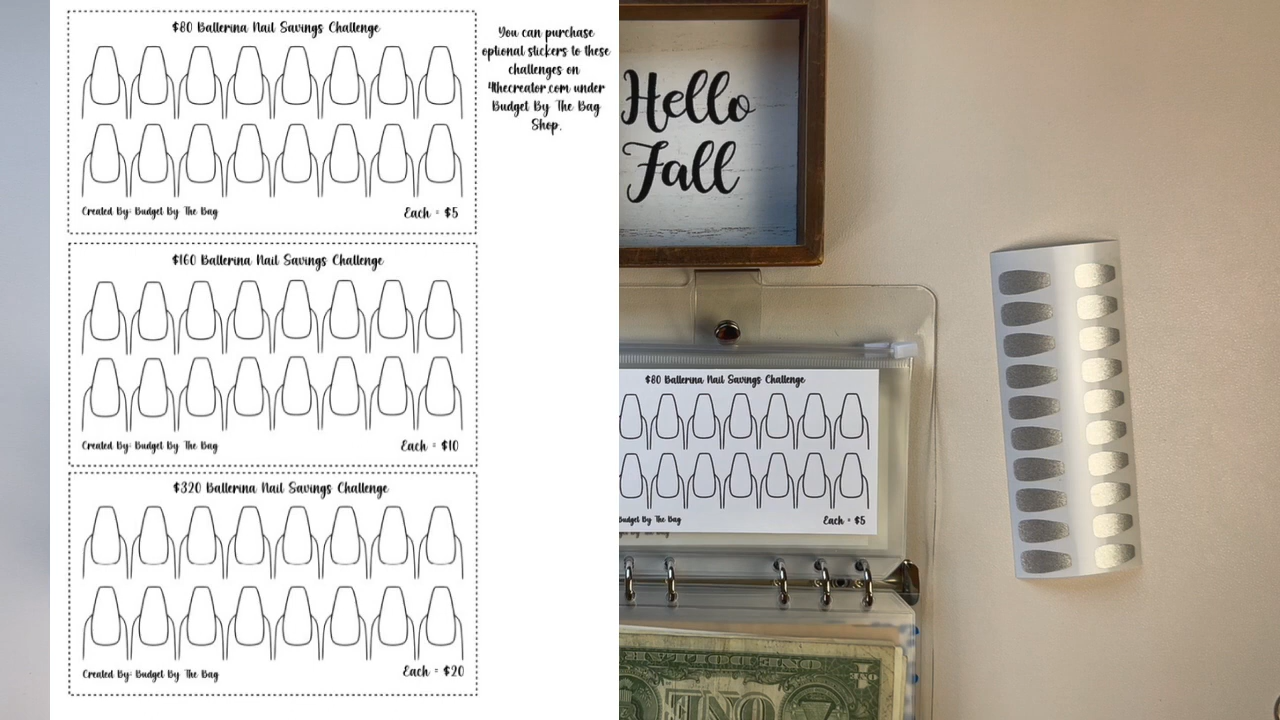 $80 Ballerina Nail Savings Challenge
Created By: Budget By The Bag
Each = $5
You can purchase
optional stickers to these
challenges on
4thecreator.com under
Budget By The Bag
Shop.
$160 Ballerina Nail Savings Challenge
Created By: Budget By The Bag
Each = $10
$320 Ballerina Nail Savings Challenge
Created By: Budget By The Bag
Each = $20
Hello
Fall
$80 Ballerina Nail Savings Challenge
Budget By The Bag
Each = $5
ONE